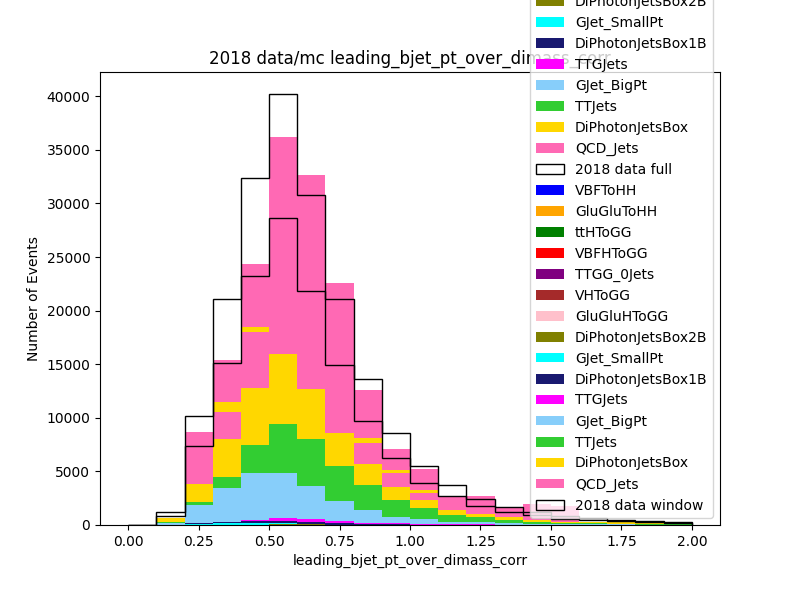 DiPhotonJetsBox2B
GJet_SmallPt
DiPhotonJetsBox1B
2018 data/mc leading_bjet_pt_over_dimass_corr
TTGJets
GJet_BigPt
TTJets
DiPhotonJetsBox
QCD_Jets
2018 data full
VBFToHH
GluGluToHH
ttHToGG
VBFHToGG
TTGG_0Jets
VHToGG
GluGluHToGG
DiPhotonJetsBox2B
GJet_SmallPt
DiPhotonJetsBox1B
TTGJets
GJet_BigPt
TTJets
DiPhotonJetsBox
QCD_Jets
2018 data window
Number of Events
40000
35000
30000
25000
20000
15000
10000
5000
0
0.00 0.25 0.50 0.75 1.00 1.25 1.50 1.75 2.00
leading_bjet_pt_over_dimass_corr